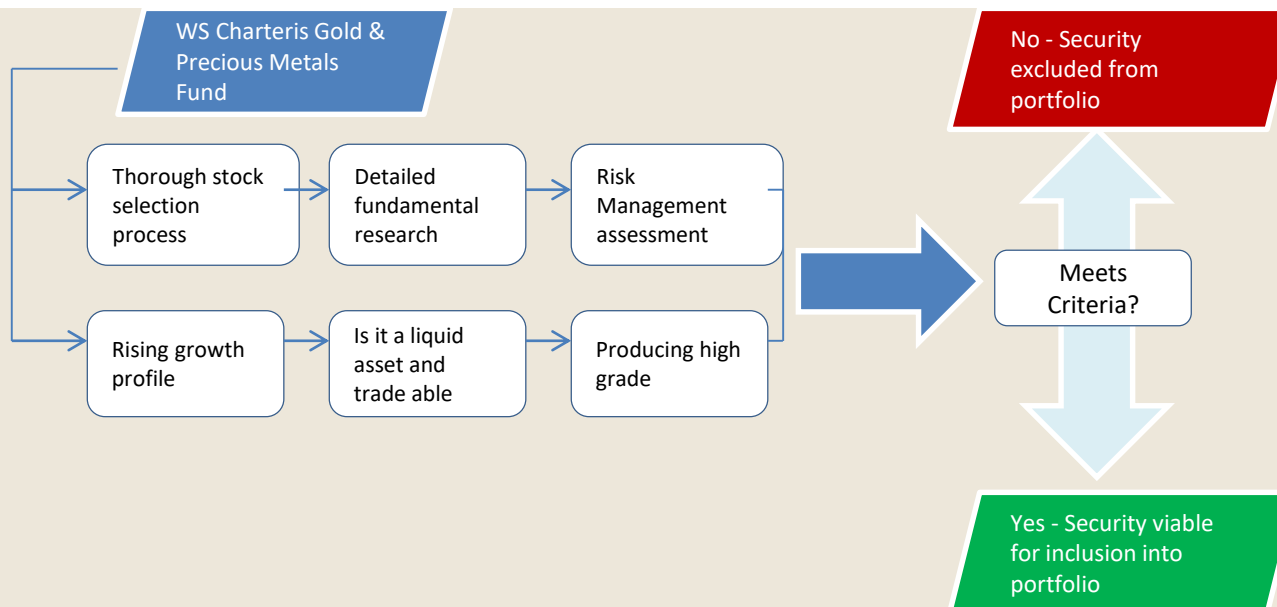 WS Charteris Gold &
Precious Metals
Fund
No - Security
excluded from
portfolio
Thorough stock
selection
process
Detailed
fundamental
research
Risk
Management
assessment
Meets
Criteria?
Rising growth
profile
Is it a liquid
asset and
trade able
Producing high
grade
Yes - Security viable
for inclusion into
portfolio